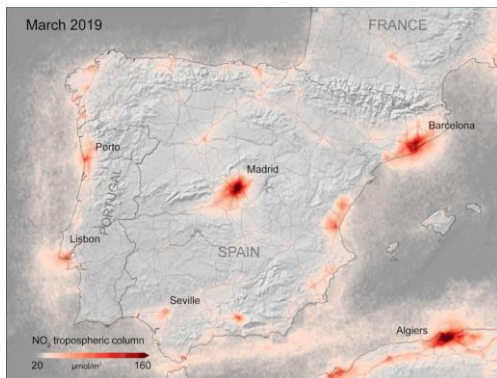 March 2019
FRANCE
Barcelona
Porto
Madrid
PORTUGAL
Lisbon
SPAIN
Seville
Algiers
NO₂ tropospheric column
20 μmol/m² 160